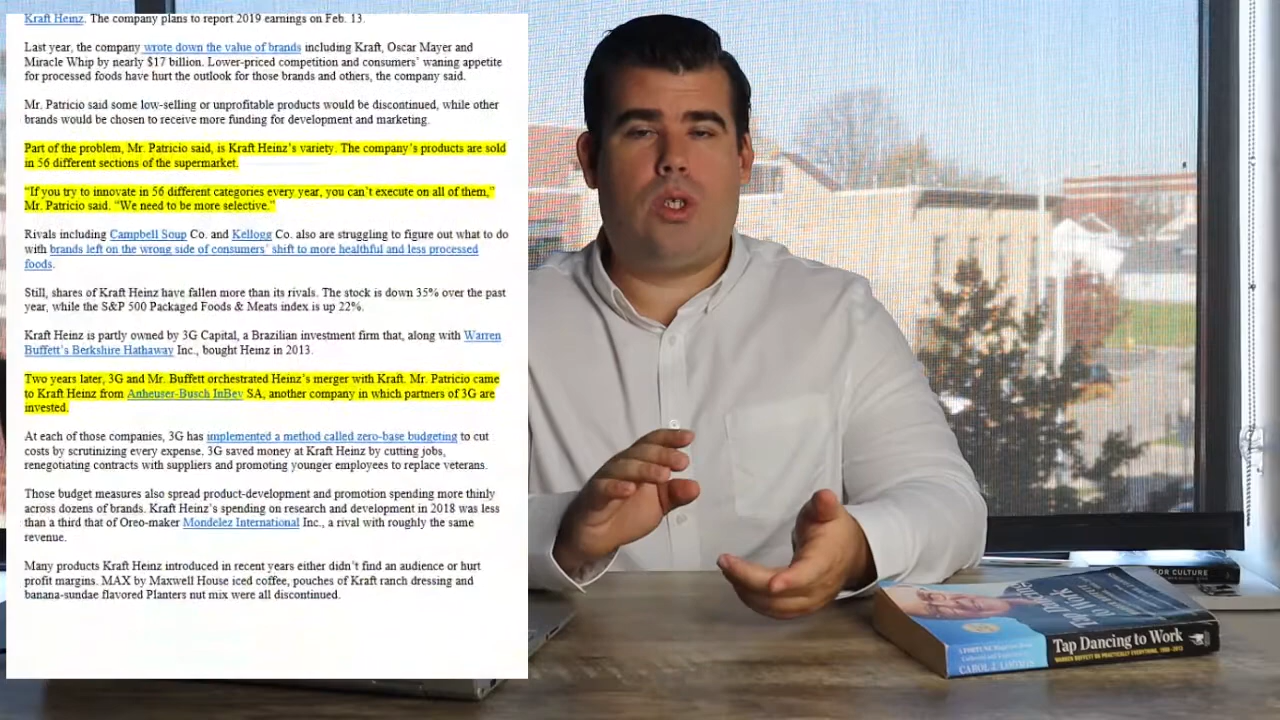 Kraft Heinz. The company plans to report 2019 earnings on Feb. 13.
Last year, the company wrote down the value of brands including Kraft, Oscar Mayer and
Miracle Whip by nearly $17 billion. Lower-priced competition and consumers' waning appetite
for processed foods have hurt the outlook for those brands and others, the company said.
Mr. Patricio said some low-selling or unprofitable products would be discontinued, while other
brands would be chosen to receive more funding for development and marketing.
Part of the problem, Mr. Patricio said, is Kraft Heinz's variety. The company's products are sold
in 56 different sections of the supermarket.
“If you try to innovate in 56 different categories every year, you can't execute on all of them,”
Mr. Patricio said. “We need to be more selective.”
Rivals including Campbell Soup Co. and Kellogg Co. also are struggling to figure out what to do
with brands left on the wrong side of consumers' shift to more healthful and less processed
foods.
Still, shares of Kraft Heinz have fallen more than its rivals. The stock is down 35% over the past
year, while the S&P 500 Packaged Foods & Meats index is up 22%.
Kraft Heinz is partly owned by 3G Capital, a Brazilian investment firm that, along with Warren
Buffett's Berkshire Hathaway Inc., bought Heinz in 2013.
Two years later, 3G and Mr. Buffett orchestrated Heinz's merger with Kraft. Mr. Patricio came
to Kraft Heinz from Anheuser-Busch InBev SA, another company in which partners of 3G are
invested.
At each of those companies, 3G has implemented a method called zero-base budgeting to cut
costs by scrutinizing every expense. 3G saved money at Kraft Heinz by cutting jobs,
renegotiating contracts with suppliers and promoting younger employees to replace veterans.
Those budget measures also spread product-development and promotion spending more thinly
across dozens of brands. Kraft Heinz's spending on research and development in 2018 was less
than a third that of Oreo-maker Mondelez International Inc., a rival with roughly the same
revenue.
Many products Kraft Heinz introduced in recent years either didn't find an audience or hurt
profit margins. MAX by Maxwell House iced coffee, pouches of Kraft ranch dressing and
banana-sundae flavored Planters nut mix were all discontinued.
CULTURE
Tap Dancing
to Work
A FORTUNE
CAROL J. LOOMIS
Tap Dancing to Work
WARREN BUFFETT ON PRACTICALLY EVERYTHING, 1966-2013